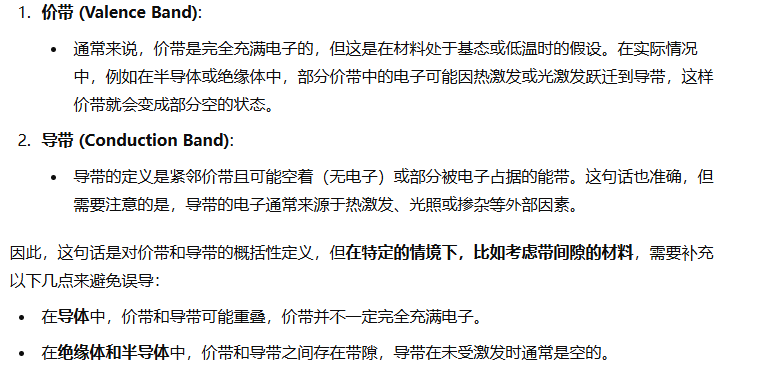 1. 价带 (Valence Band):
• 通常来说，价带是完全充满电子的，但这是在材料处于基态或低温时的假设。在实际情况
中，例如在半导体或绝缘体中，部分价带中的电子可能因热激发或光激发跃迁到导带，这样
价带就会变成部分空的状态。
2. 导带 (Conduction Band):
• 导带的定义是紧邻价带且可能空着（无电子）或部分被电子占据的能带。这句话也准确，但
需要注意的是，导带的电子通常来源于热激发、光照或掺杂等外部因素。
因此，这句话是对价带和导带的概括性定义，但在特定的情境下，比如考虑带间隙的材料，需要补充
以下几点来避免误导：
• 在导体中，价带和导带可能重叠，价带并不一定完全充满电子。
• 在绝缘体和半导体中，价带和导带之间存在带隙，导带在未受激发时通常是空的。